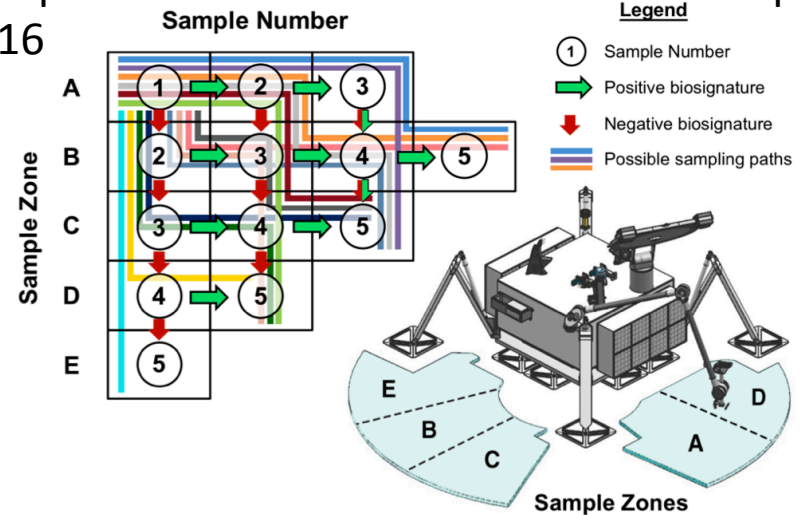 Sample Number
16
Legend
1 Sample Number
Positive biosignature
Negative biosignature
Possible sampling paths
Sample Zone
A 1 2 3
B 2 3 4 5
C 3 4 5
D 4 5
E 5
E
B
C
D
A
Sample Zones